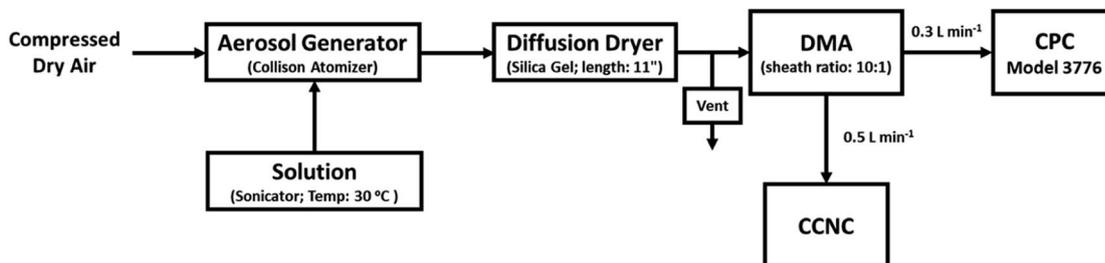 Compressed
Dry Air
Aerosol Generator
(Collison Atomizer)
Diffusion Dryer
(Silica Gel; length: 11")
Vent
DMA
(sheath ratio: 10:1)
0.3 L min⁻¹
CPC
Model 3776
Solution
(Sonicator; Temp: 30 ºC )
0.5 L min⁻¹
CCNC